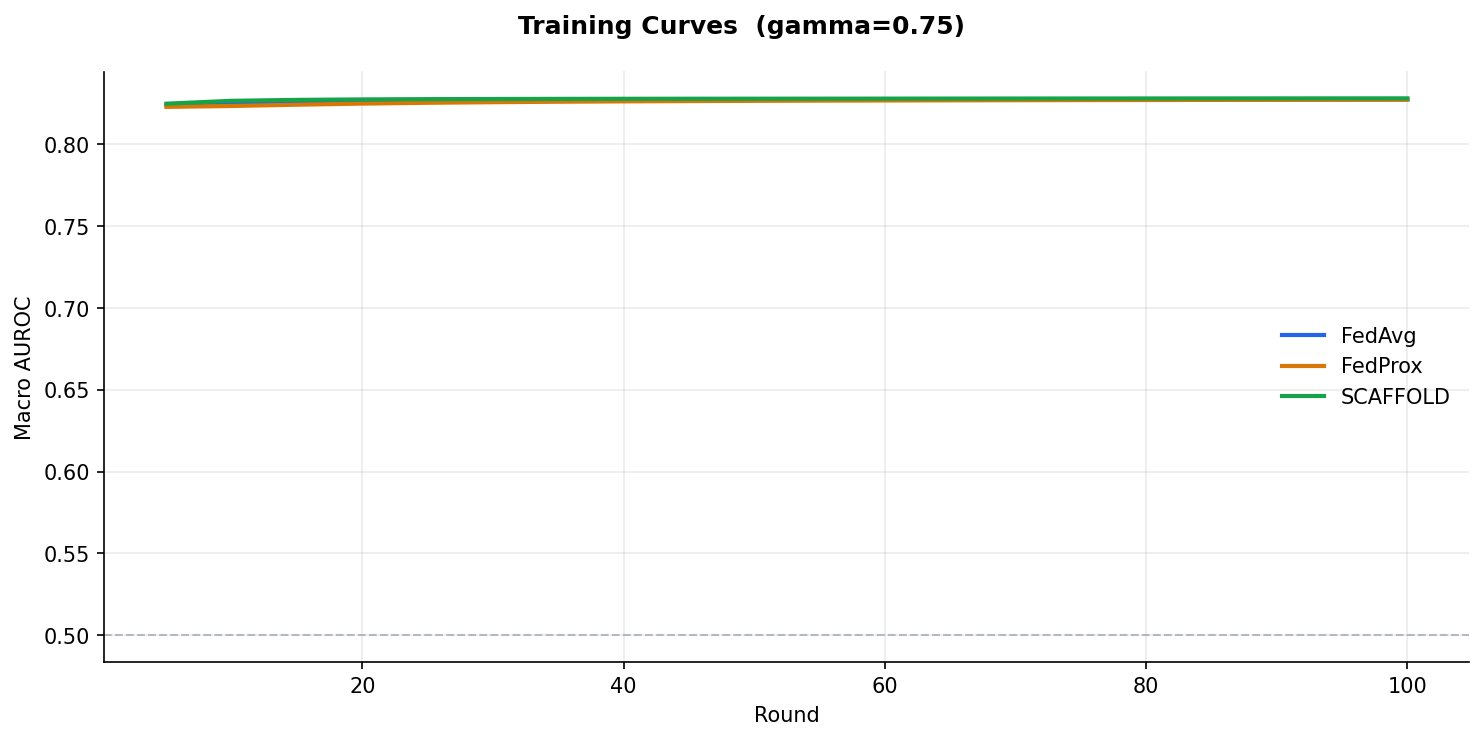 Training Curves  (gamma=0.75)
Macro AUROC
0.80
0.75
0.70
0.65
0.60
0.55
0.50
FedAvg
FedProx
SCAFFOLD
20 40 60 80 100
Round